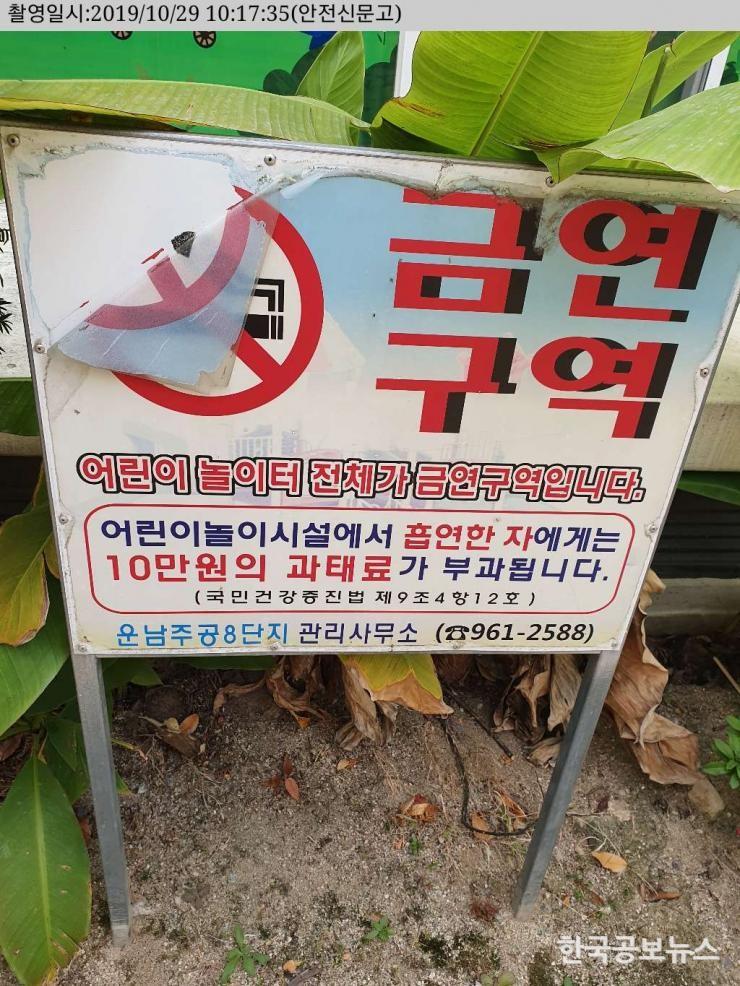 촬영일시:2019/10/29 10:17:35(안전신문고)
금연
구역
어린이 놀이터 전체가 금연구역입니다.
어린이놀이시설에서 흡연한 자에게는
10만원의 과태료가 부과됩니다.
(국민건강증진법 제9조4항12호)
운남주공8단지 관리사무소 (☎961-2588)
한국공보뉴스